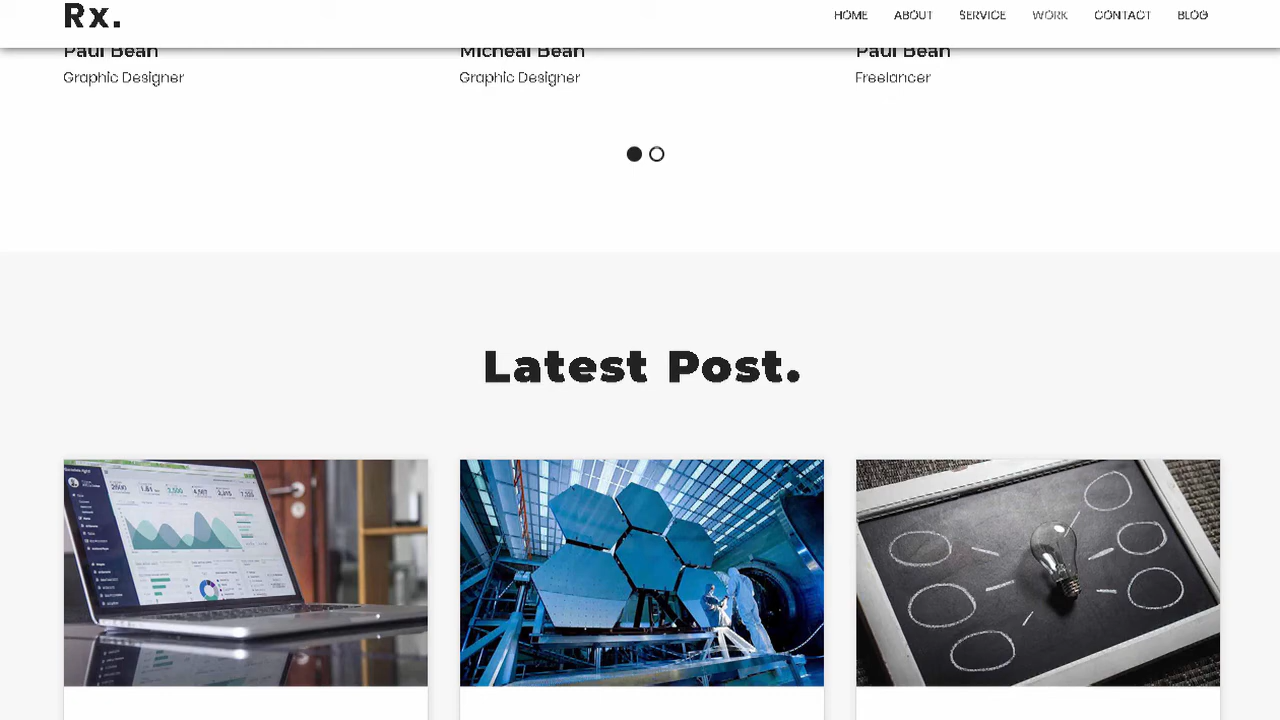 Rx.
HOME ABOUT SERVICE WORK CONTACT BLOG
Paul Bean Micheal Bean Paul Bean
Graphic Designer Graphic Designer Freelancer
Latest Post.